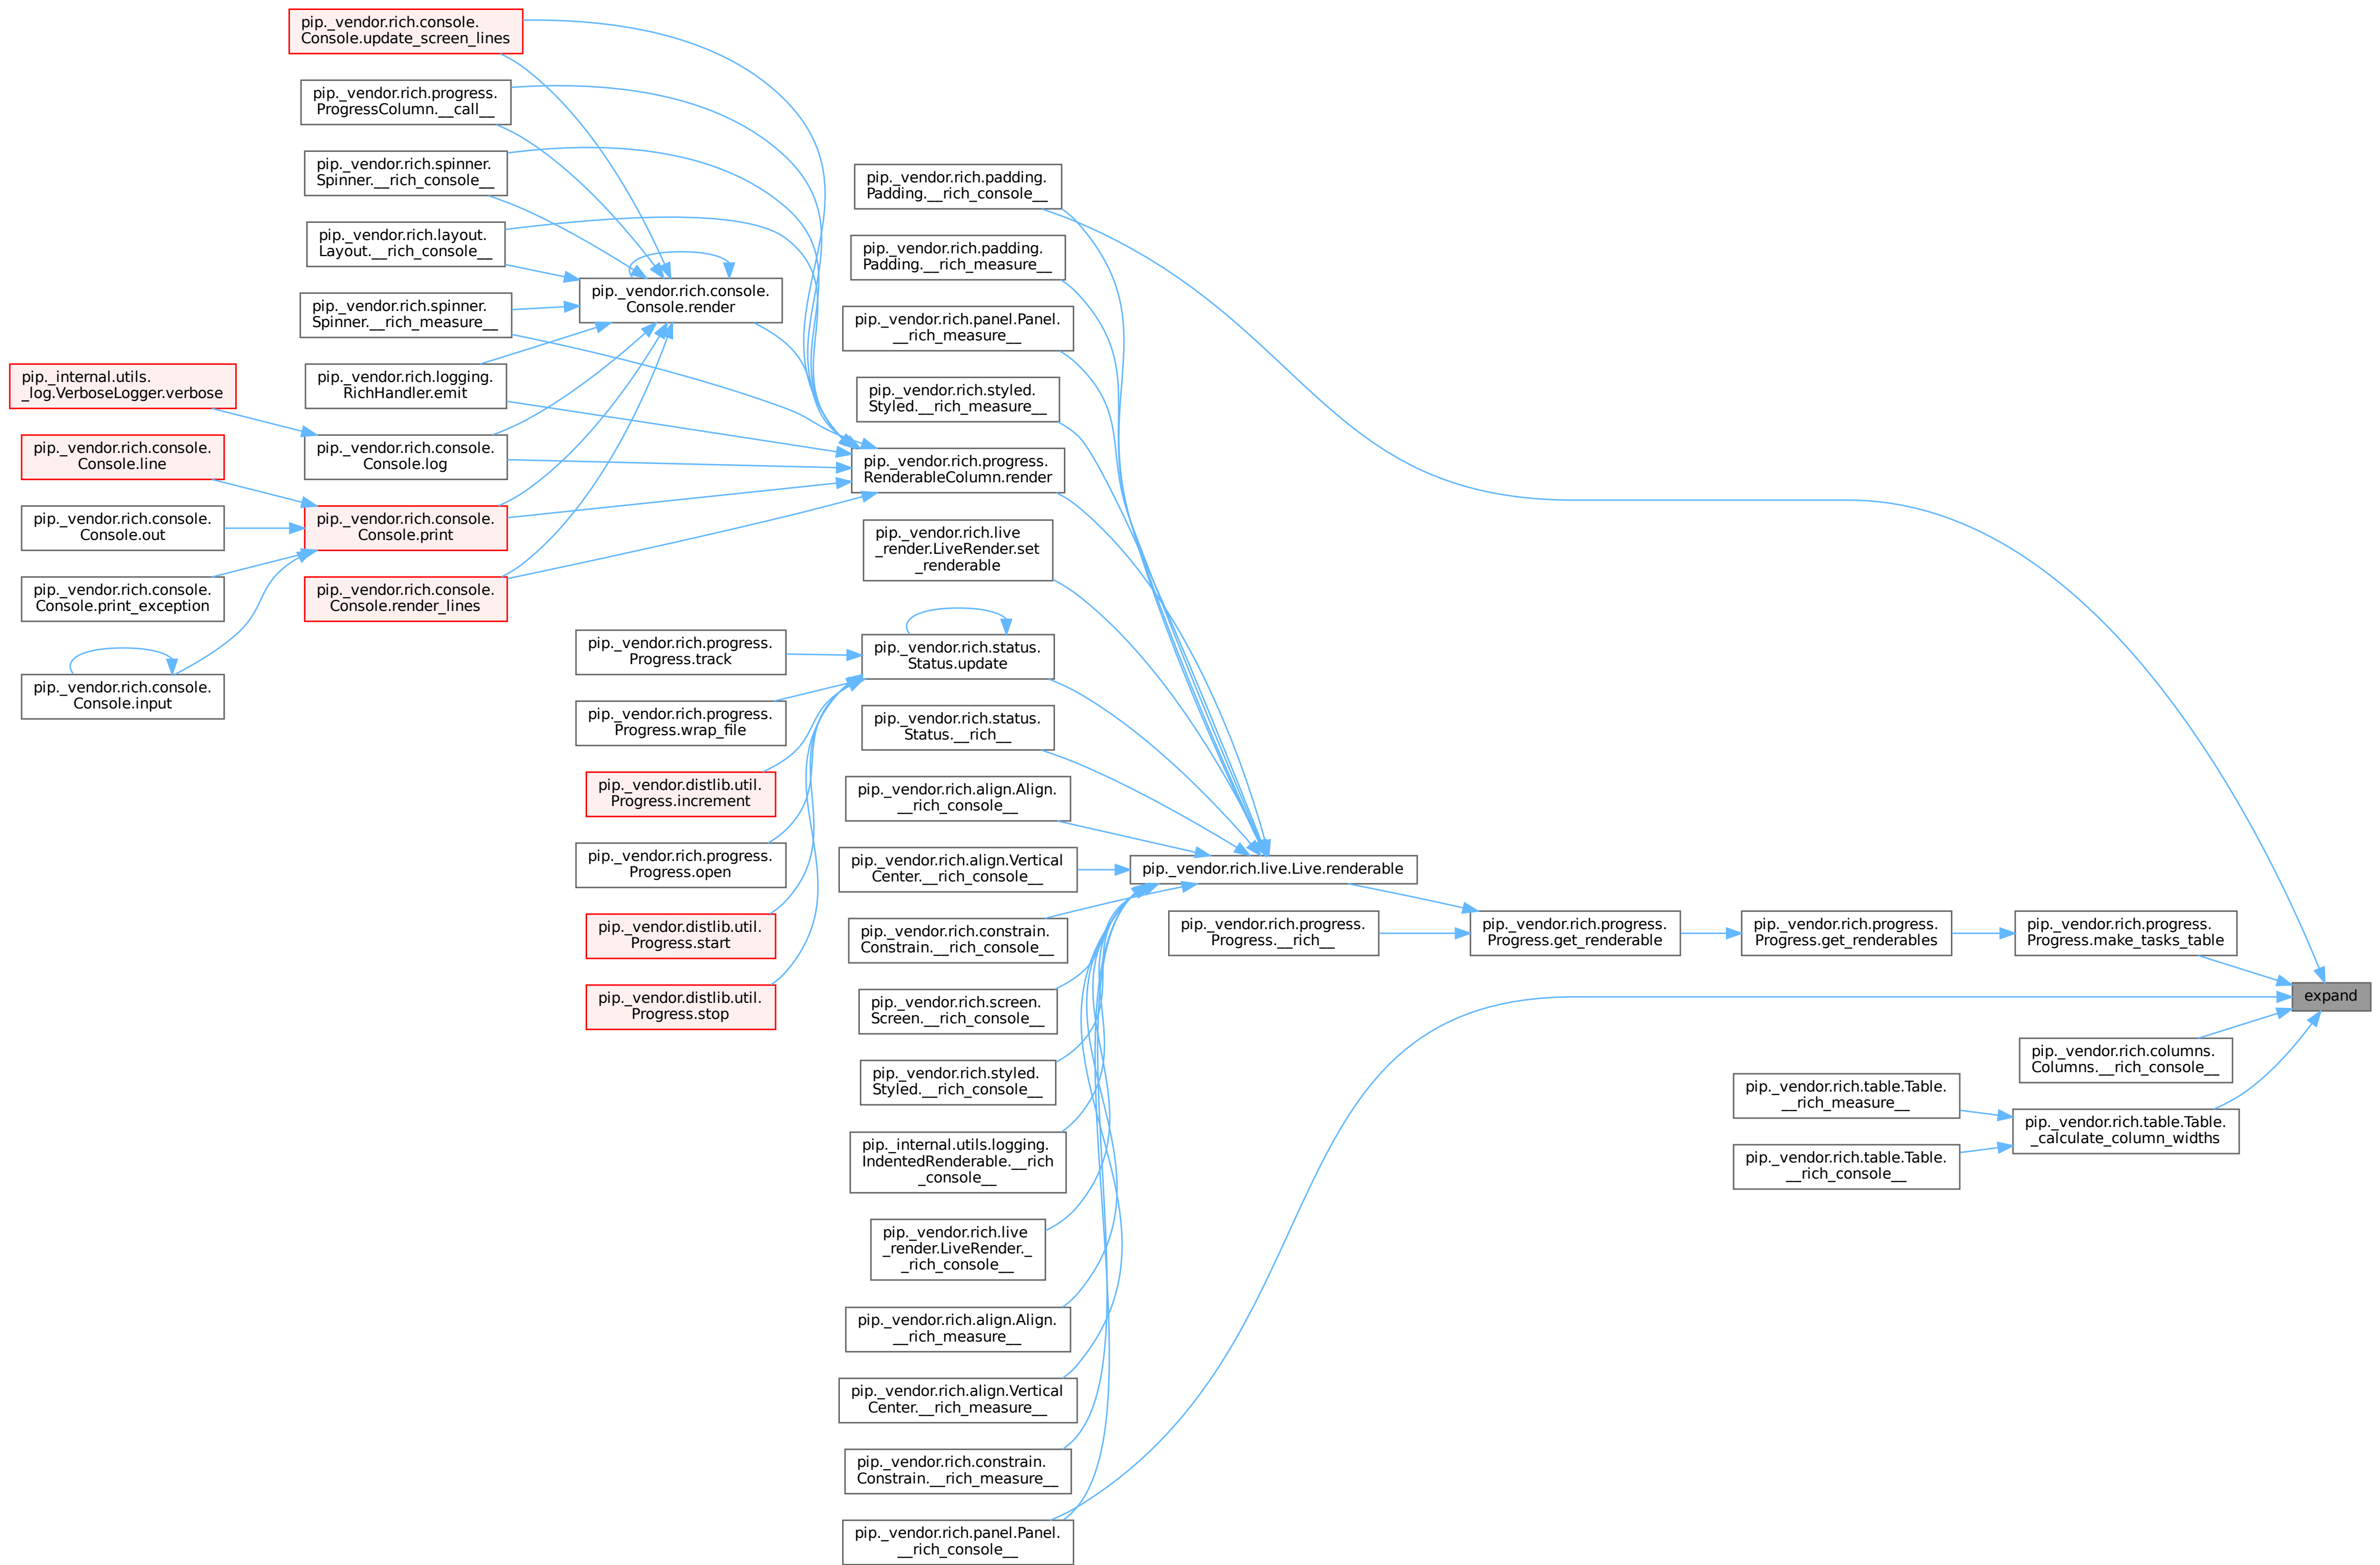 pip._vendor.rich.console.
Console.update_screen_lines
pip._vendor.rich.progress.
ProgressColumn.__call__
pip._vendor.rich.spinner.
Spinner.__rich_console__
pip._vendor.rich.layout.
Layout.__rich_console__
pip._vendor.rich.spinner.
Spinner.__rich_measure__
pip._vendor.rich.logging.
RichHandler.emit
pip._vendor.rich.console.
Console.log
pip._vendor.rich.console.
Console.print
pip._vendor.rich.console.
Console.render_lines
pip._internal.utils.
_log.VerboseLogger.verbose
pip._vendor.rich.console.
Console.line
pip._vendor.rich.console.
Console.out
pip._vendor.rich.console.
Console.print_exception
pip._vendor.rich.console.
Console.input
pip._vendor.rich.console.
Console.render
pip._vendor.rich.progress.
Progress.track
pip._vendor.rich.progress.
Progress.wrap_file
pip._vendor.distlib.util.
Progress.increment
pip._vendor.rich.progress.
Progress.open
pip._vendor.distlib.util.
Progress.start
pip._vendor.distlib.util.
Progress.stop
pip._vendor.rich.padding.
Padding.__rich_console__
pip._vendor.rich.padding.
Padding.__rich_measure__
pip._vendor.rich.panel.Panel.
__rich_measure__
pip._vendor.rich.styled.
Styled.__rich_measure__
pip._vendor.rich.progress.
RenderableColumn.render
pip._vendor.rich.live
_render.LiveRender.set
_renderable
pip._vendor.rich.status.
Status.update
pip._vendor.rich.status.
Status.__rich__
pip._vendor.rich.align.Align.
__rich_console__
pip._vendor.rich.align.Vertical
Center.__rich_console__
pip._vendor.rich.constrain.
Constrain.__rich_console__
pip._vendor.rich.screen.
Screen.__rich_console__
pip._vendor.rich.styled.
Styled.__rich_console__
pip._internal.utils.logging.
IndentedRenderable.__rich
_console__
pip._vendor.rich.live
_render.LiveRender._
_rich_console__
pip._vendor.rich.align.Align.
__rich_measure__
pip._vendor.rich.align.Vertical
Center.__rich_measure__
pip._vendor.rich.constrain.
Constrain.__rich_measure__
pip._vendor.rich.panel.Panel.
__rich_console__
pip._vendor.rich.live.Live.renderable
pip._vendor.rich.progress.
Progress.__rich__
pip._vendor.rich.progress.
Progress.get_renderable
pip._vendor.rich.progress.
Progress.get_renderables
pip._vendor.rich.progress.
Progress.make_tasks_table
expand
pip._vendor.rich.columns.
Columns.__rich_console__
pip._vendor.rich.table.Table.
__rich_measure__
pip._vendor.rich.table.Table.
_calculate_column_widths
pip._vendor.rich.table.Table.
__rich_console__